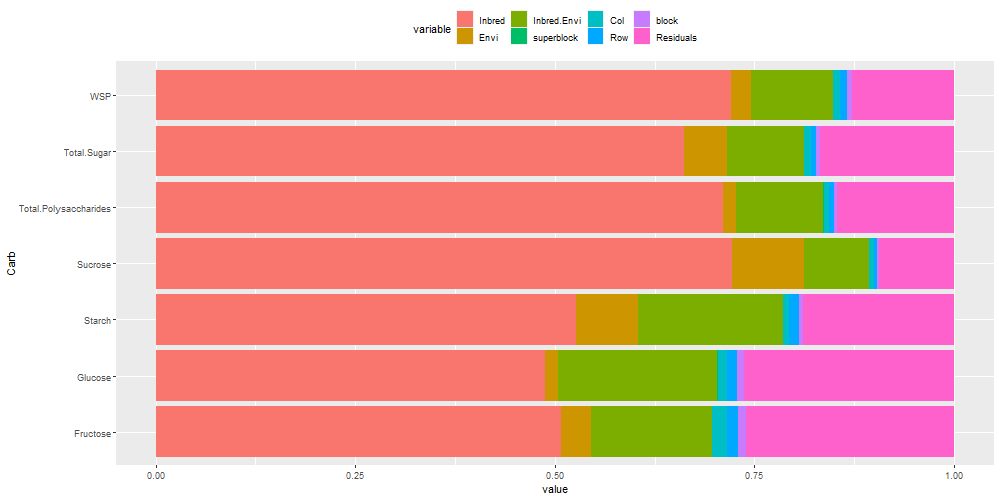 variable
Inbred Inbred.Envi Col block
Envi superblock Row Residuals
Carb
WSP
Total.Sugar
Total.Polysaccharides
Sucrose
Starch
Glucose
Fructose
0.00 0.25 0.50 0.75 1.00
value